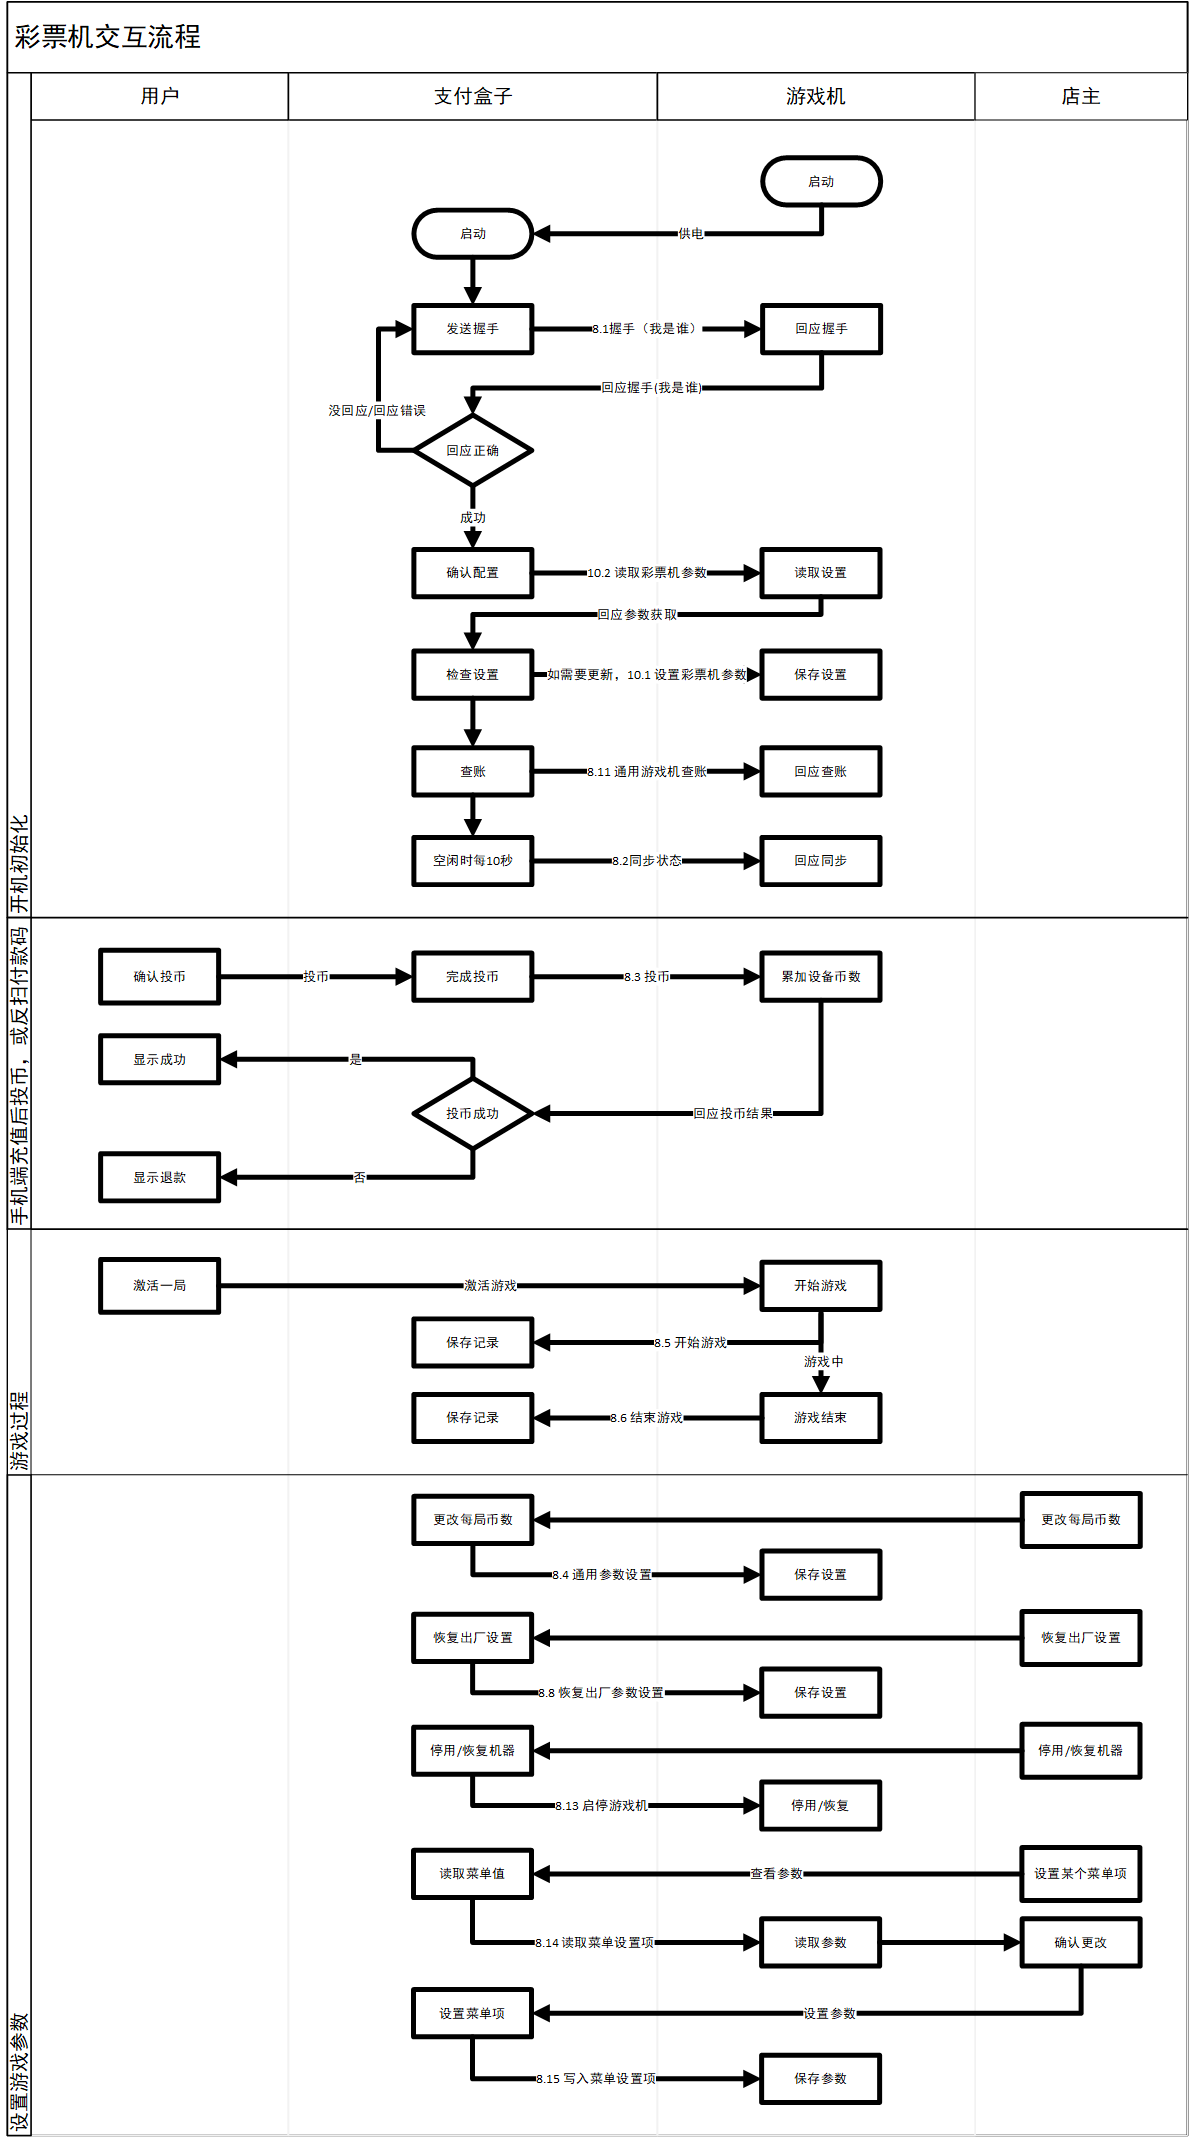 彩票机交互流程
用户
支付盒子
游戏机
店主
开机初始化
启动
供电
启动
发送握手
8.1握手（我是谁）
回应握手
回应握手(我是谁)
没回应/回应错误
回应正确
成功
确认配置
10.2 读取彩票机参数
读取设置
回应参数获取
检查设置
如需要更新，10.1 设置彩票机参数
保存设置
查账
8.11 通用游戏机查账
回应查账
空闲时每10秒
8.2同步状态
回应同步
手机端充值后投币，或反扫付款码
确认投币
投币
完成投币
8.3 投币
累加设备币数
显示成功
是
投币成功
回应投币结果
显示退款
否
游戏过程
激活一局
激活游戏
开始游戏
保存记录
8.5 开始游戏
游戏中
保存记录
8.6 结束游戏
游戏结束
设置游戏参数
更改每局币数
更改每局币数
8.4 通用参数设置
保存设置
恢复出厂设置
恢复出厂设置
8.8 恢复出厂参数设置
保存设置
停用/恢复机器
停用/恢复机器
8.13 启停游戏机
停用/恢复
读取菜单值
查看参数
设置某个菜单项
8.14 读取菜单设置项
读取参数
确认更改
设置菜单项
设置参数
8.15 写入菜单设置项
保存参数